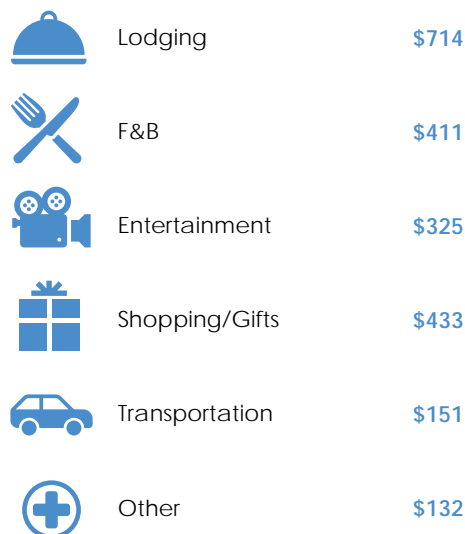 Lodging $714
F&B $411
Entertainment $325
Shopping/Gifts $433
Transportation $151
Other $132